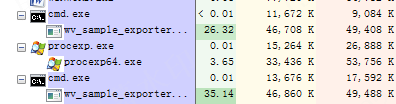 cmd.exe < 0.01 11,672 K 9,084 K
wv_sample_exporter... 26.32 46,708 K 49,408 K
procexp.exe 0.01 15,264 K 26,888 K
procexp64.exe 3.65 33,436 K 53,756 K
cmd.exe 0.01 13,676 K 17,592 K
wv_sample_exporter... 35.14 46,860 K 49,488 K